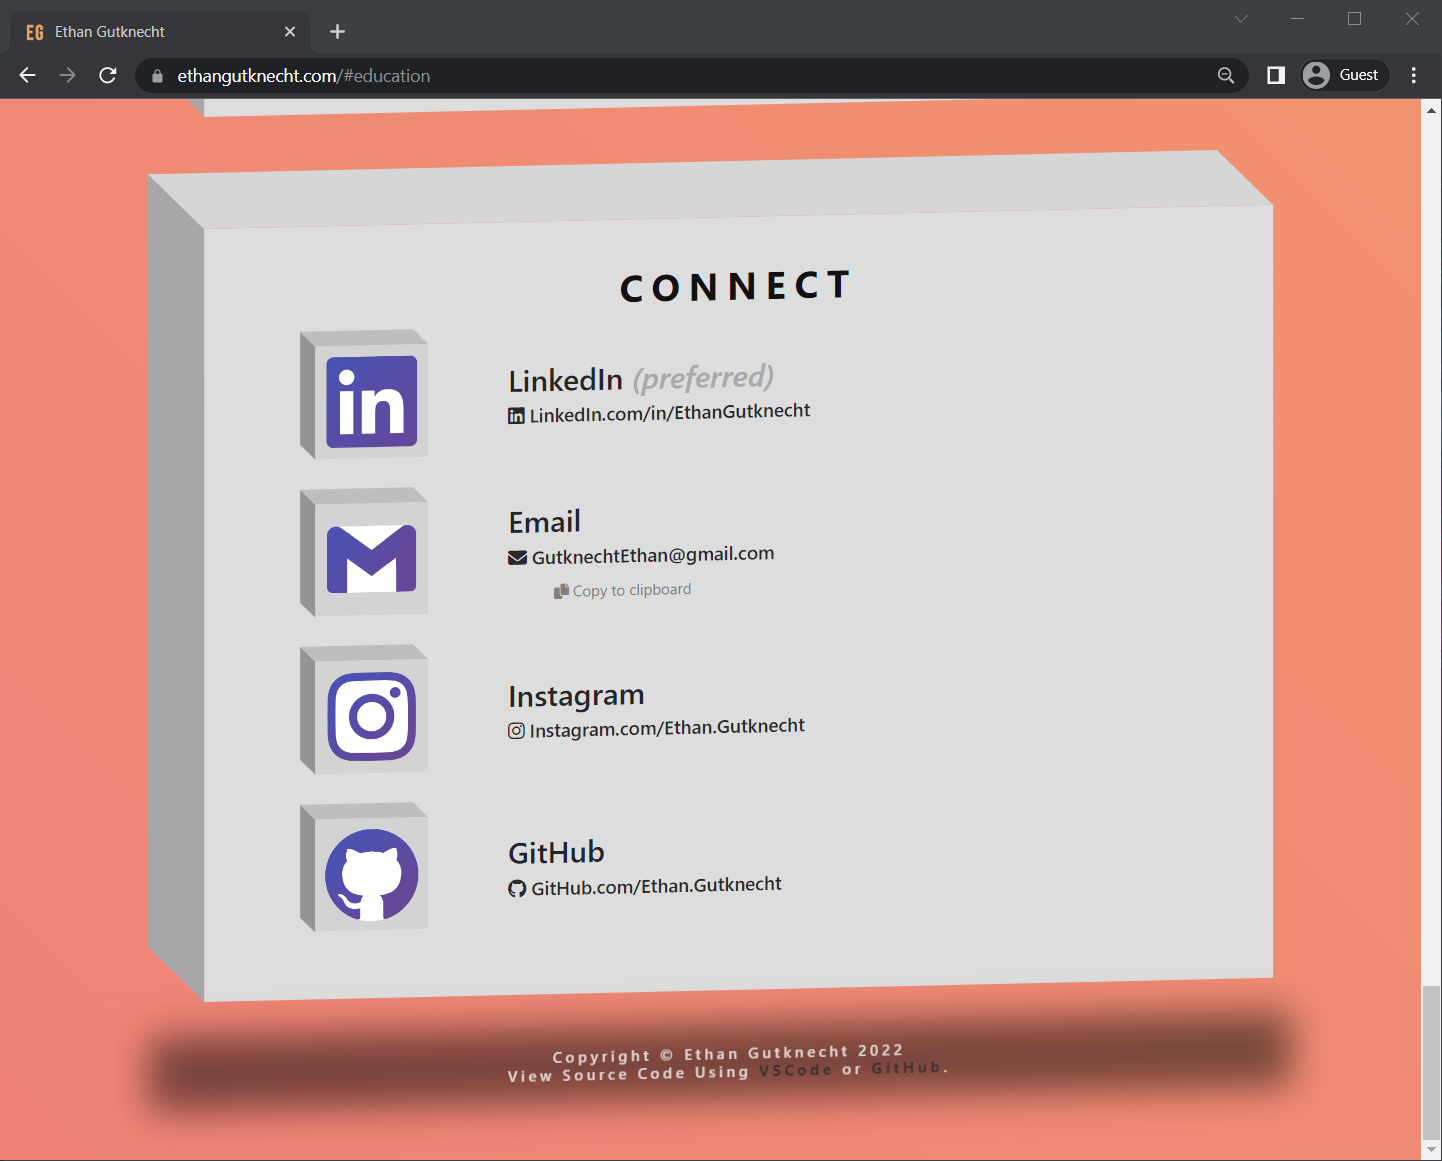 EG Ethan Gutknecht
ethangutknecht.com/#education
Guest
CONNECT
in
LinkedIn (preferred)
in LinkedIn.com/in/EthanGutknecht
Email
GutknechtEthan@gmail.com
Copy to clipboard
Instagram
Instagram.com/Ethan.Gutknecht
GitHub
GitHub.com/Ethan.Gutknecht
Copyright © Ethan Gutknecht 2022
View Source Code Using VSCode or GitHub.